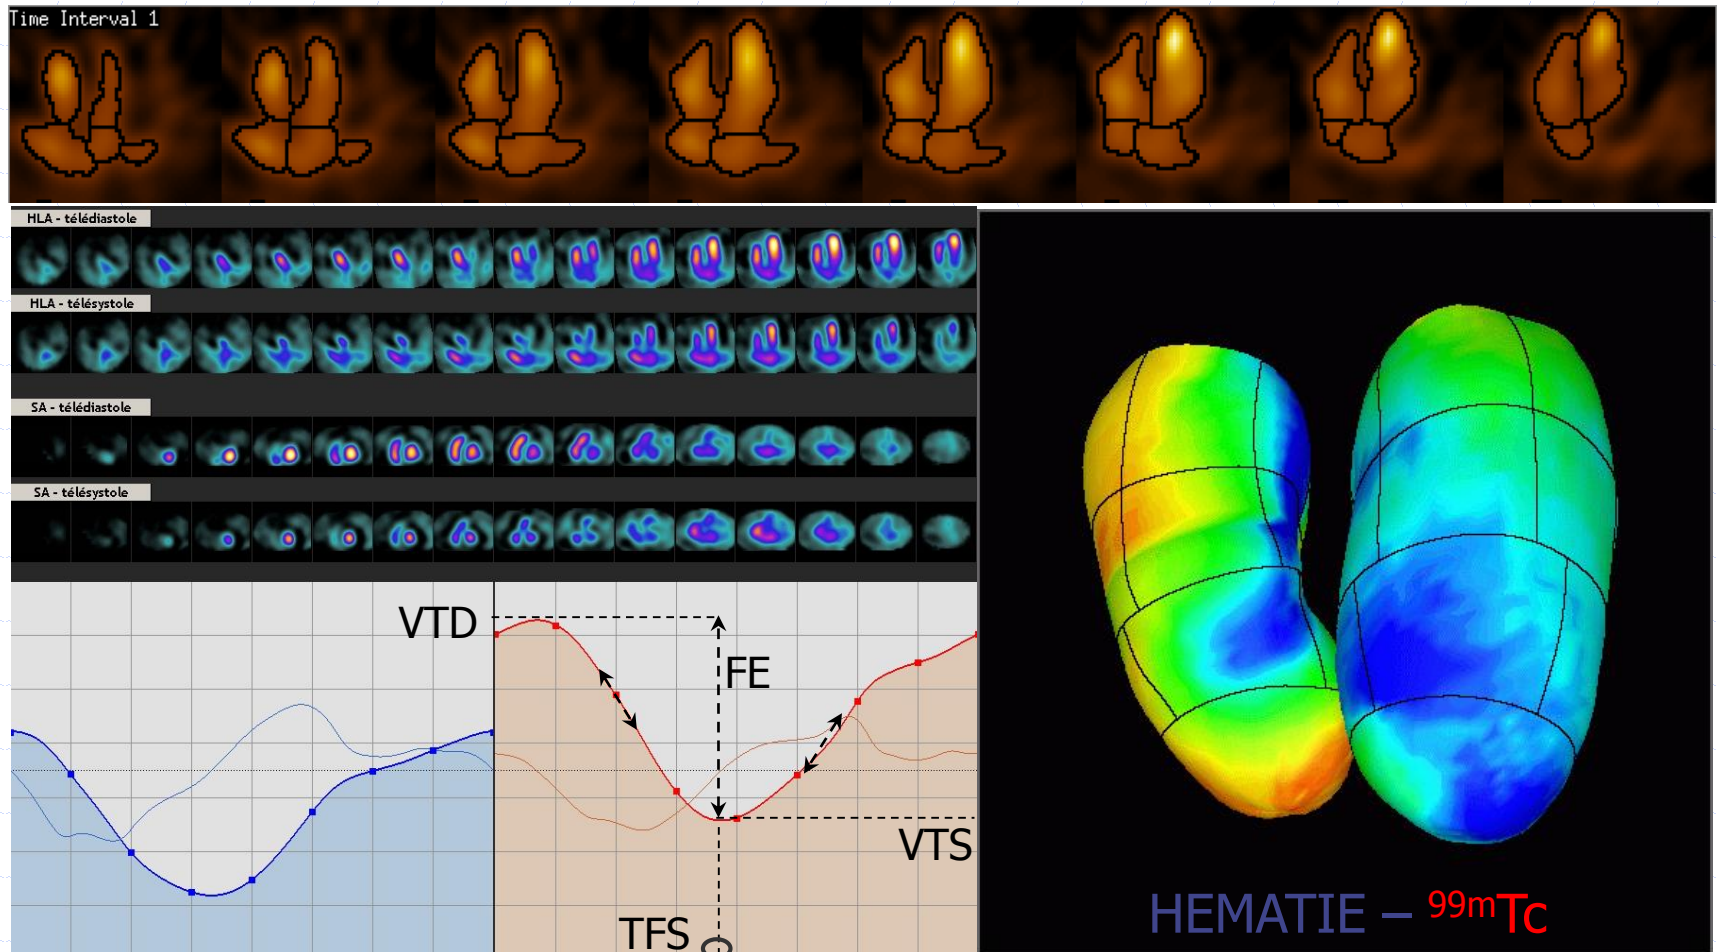 Time Interval 1
HLA - télédiastole
HLA - télésystole
SA - télédiastole
SA - télésystole
VTD
FE
VTS
TFS
HEMATIE – 99mTc